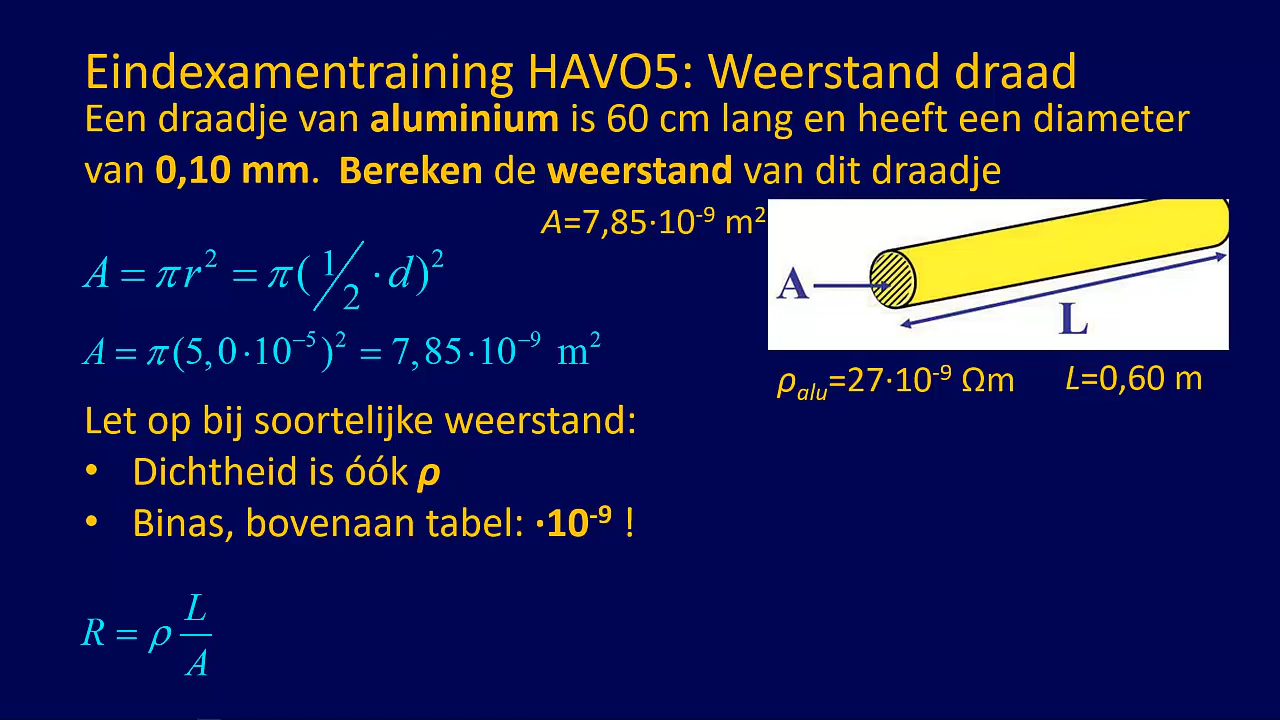 Eindexamentraining HAVO5: Weerstand draad
Een draadje van aluminium is 60 cm lang en heeft een diameter
van 0,10 mm. Bereken de weerstand van dit draadje
A=7,85·10⁻⁹ m²
A = πr² = π(1/2 · d)²
A = π(5,0·10⁻⁵)² = 7,85·10⁻⁹ m²
A
L
ρalu=27·10⁻⁹ Ωm
L=0,60 m
Let op bij soortelijke weerstand:
• Dichtheid is óók ρ
• Binas, bovenaan tabel: ·10⁻⁹ !
R = ρ L/A